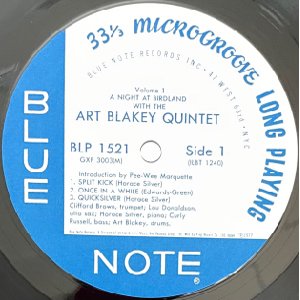 33⅓ MICROGROOVE LONG PLAYING
BLUE NOTE RECORDS INC · 47 WEST 63rd · NYC
Volume 1
A NIGHT AT BIRDLAND
WITH THE
ART BLAKEY QUINTET
BLP 1521 Side 1
GXF 3003(M) (LBT 1240)
Introduction by Pee-Wee Marquette
1. SPLIT KICK (Horace Silver)
2. ONCE IN A WHILE (Edwards-Green)
3. QUICKSILVER (Horace Silver)
Clifford Brown, trumpet; Lou Donaldson,
alto sax; Horace Silver, piano; Curly
Russell, bass; Art Blakey, drums.
BLUE
NOTE
®